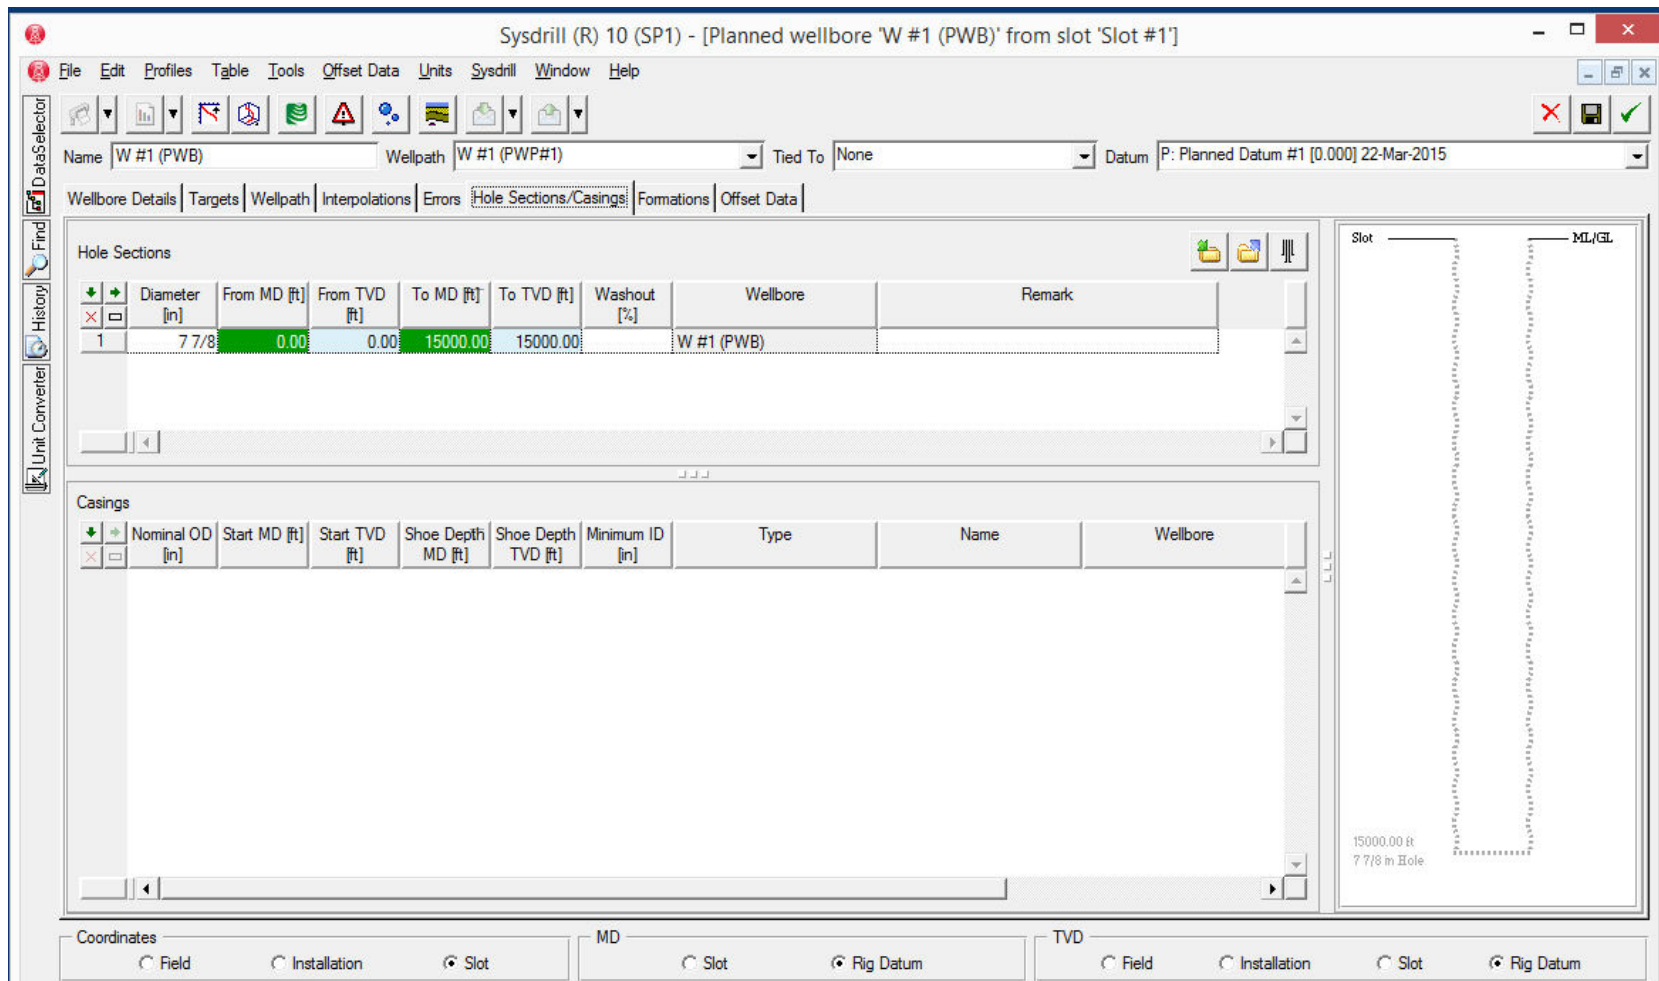 Sysdrill (R) 10 (SP1) - [Planned wellbore 'W #1 (PWB)' from slot 'Slot #1']
File Edit Profiles Table Tools Offset Data Units Sysdrill Window Help
Name W #1 (PWB) Wellpath W #1 (PWP#1) Tied To None Datum P: Planned Datum #1 [0.000] 22-Mar-2015
DataSelector
Find
History
Unit Converter
Wellbore Details Targets Wellpath Interpolations Errors Hole Sections/Casings Formations Offset Data
Hole Sections
Diameter [in] From MD [ft] From TVD [ft] To MD [ft] To TVD [ft] Washout [%] Wellbore Remark
1 7 7/8 0.00 0.00 15000.00 15000.00 W #1 (PWB)
Casings
Nominal OD [in] Start MD [ft] Start TVD [ft] Shoe Depth MD [ft] Shoe Depth TVD [ft] Minimum ID [in] Type Name Wellbore
Slot ML/GL
15000.00 ft
7 7/8 in Hole
Coordinates MD TVD
Field Installation Slot Slot Rig Datum Field Installation Slot Rig Datum